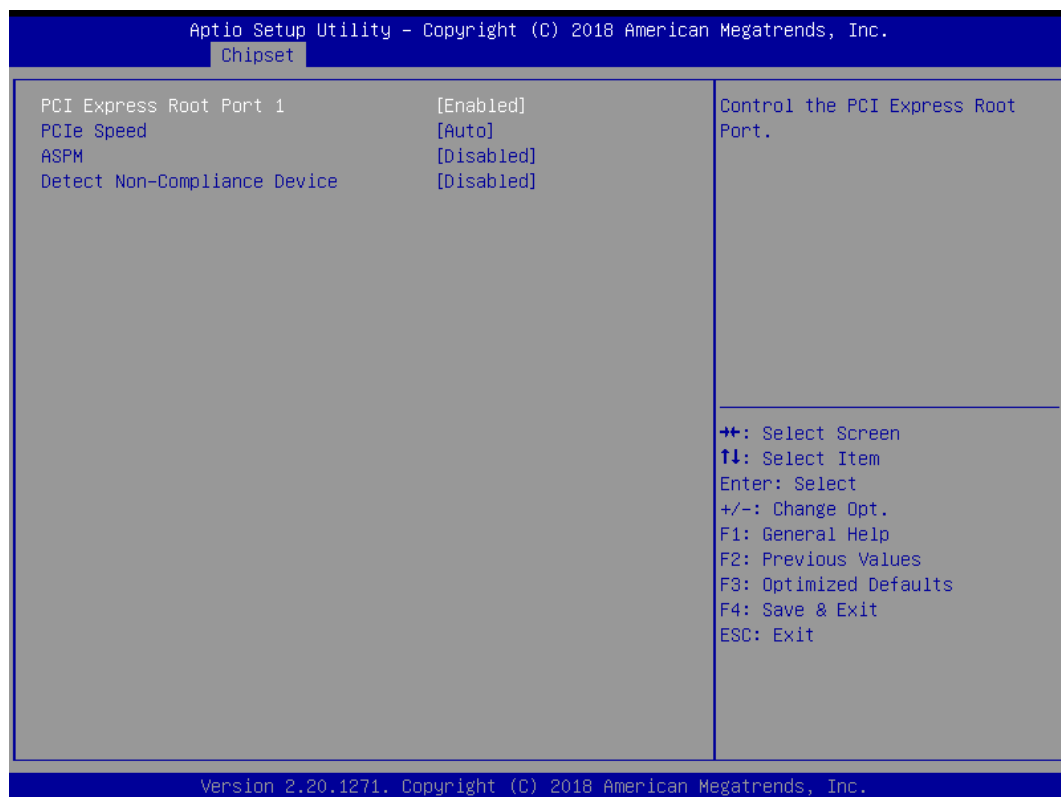 Aptio Setup Utility – Copyright (C) 2018 American Megatrends, Inc.
Chipset
PCI Express Root Port 1 [Enabled]
PCIe Speed [Auto]
ASPM [Disabled]
Detect Non-Compliance Device [Disabled]
Control the PCI Express Root
Port.
→←: Select Screen
↑↓: Select Item
Enter: Select
+/-: Change Opt.
F1: General Help
F2: Previous Values
F3: Optimized Defaults
F4: Save & Exit
ESC: Exit
Version 2.20.1271. Copyright (C) 2018 American Megatrends, Inc.